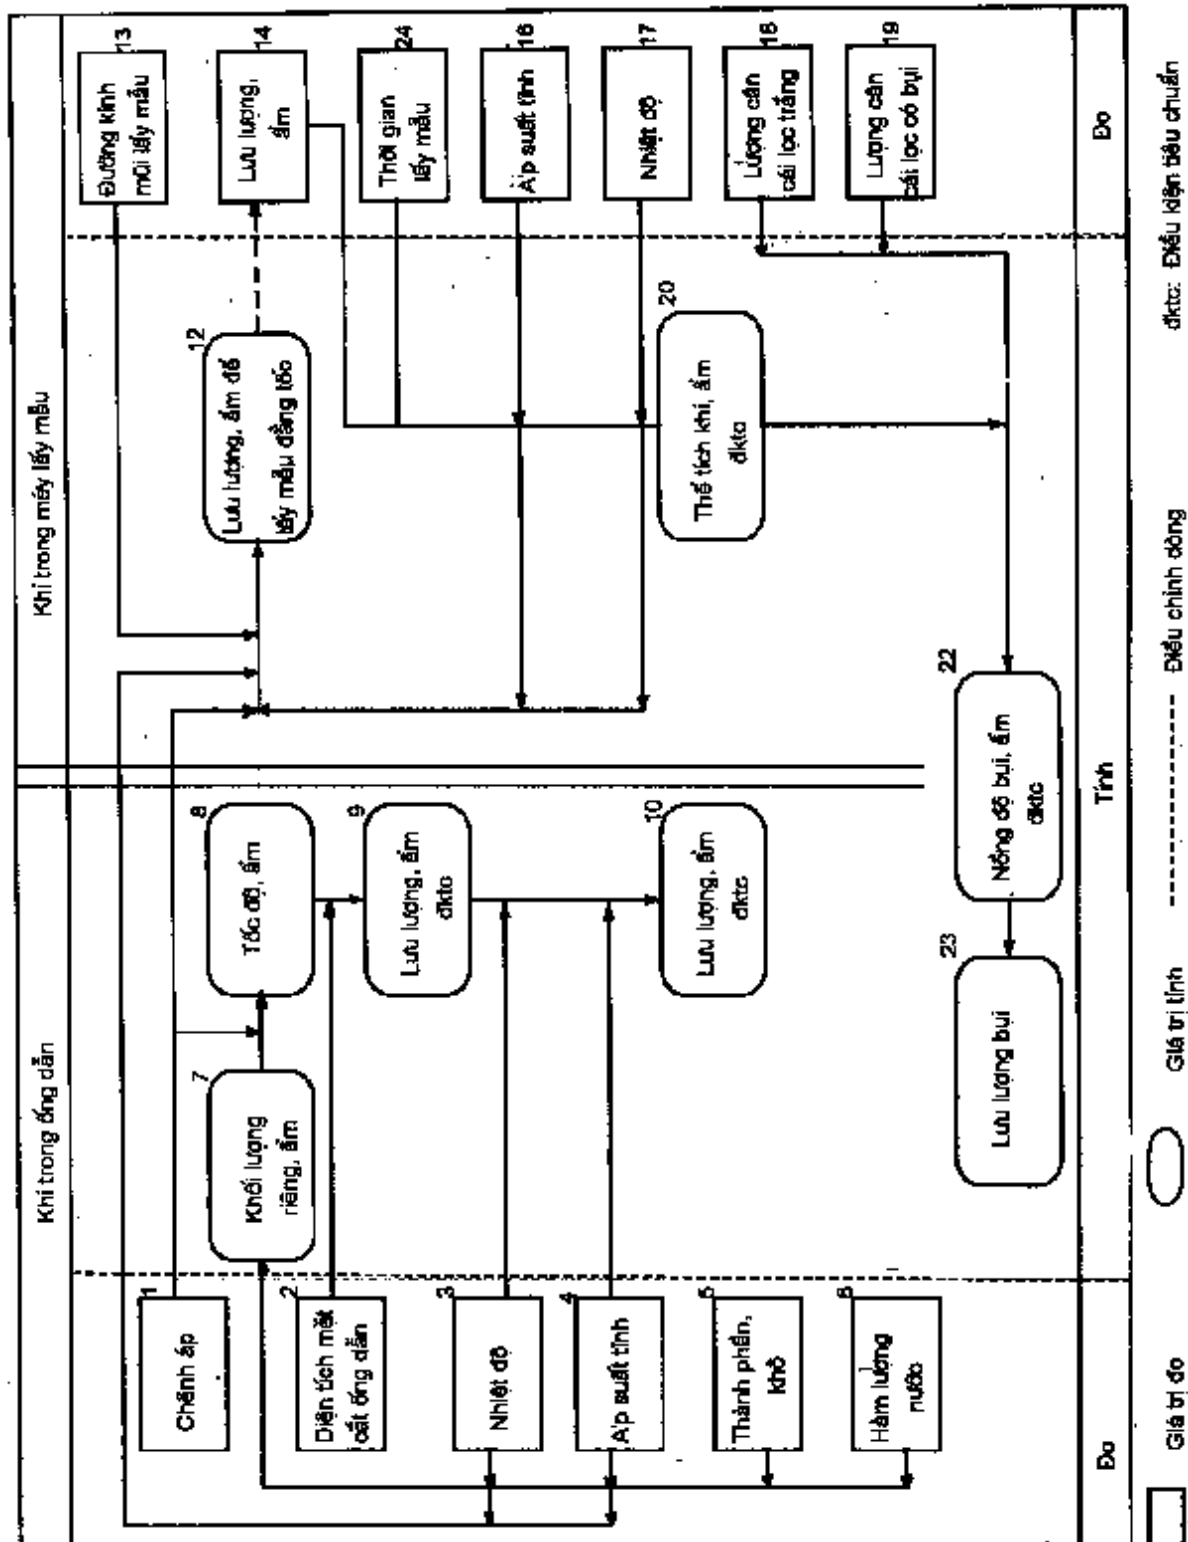 Khí trong ống dẫn
Khí trong máy lấy mẫu
1
Chênh áp
2
Diện tích mặt
cắt ống dẫn
3
Nhiệt độ
4
Áp suất tĩnh
5
Thành phần,
khô
6
Hàm lượng
nước
7
Khối lượng
riêng, ẩm
8
Tốc độ, ẩm
9
Lưu lượng, ẩm
đktc
10
Lưu lượng, ẩm
đktc
12
Lưu lượng, ẩm để
lấy mẫu đẳng tốc
13
Đường kính
mũi lấy mẫu
14
Lưu lượng,
ẩm
24
Thời gian
lấy mẫu
16
Áp suất tĩnh
17
Nhiệt độ
18
Lượng cân
cái lọc trắng
19
Lượng cân
cái lọc có bụi
20
Thể tích khí, ẩm
đktc
22
Nồng độ bụi, ẩm
đktc
23
Lưu lượng bụi
Đo
Tính
Đo
Giá trị đo
Giá trị tính
Điều chỉnh dòng
đktc: Điều kiện tiêu chuẩn